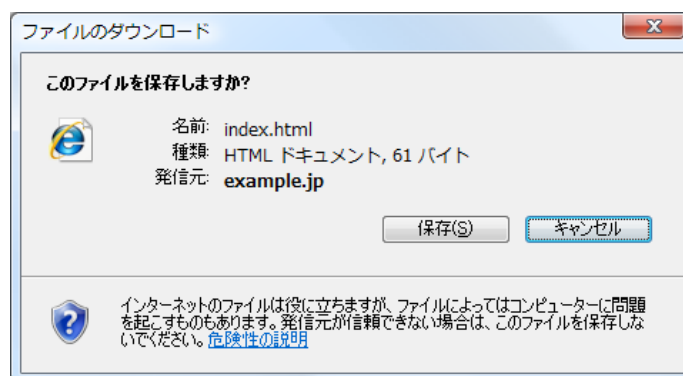 ファイルのダウンロード
このファイルを保存しますか?
名前: index.html
種類: HTML ドキュメント, 61 バイト
発信元: example.jp
保存(S)
キャンセル
インターネットのファイルは役に立ちますが、ファイルによってはコンピューターに問題
を起こすものもあります。発信元が信頼できない場合は、このファイルを保存しな
いでください。危険性の説明